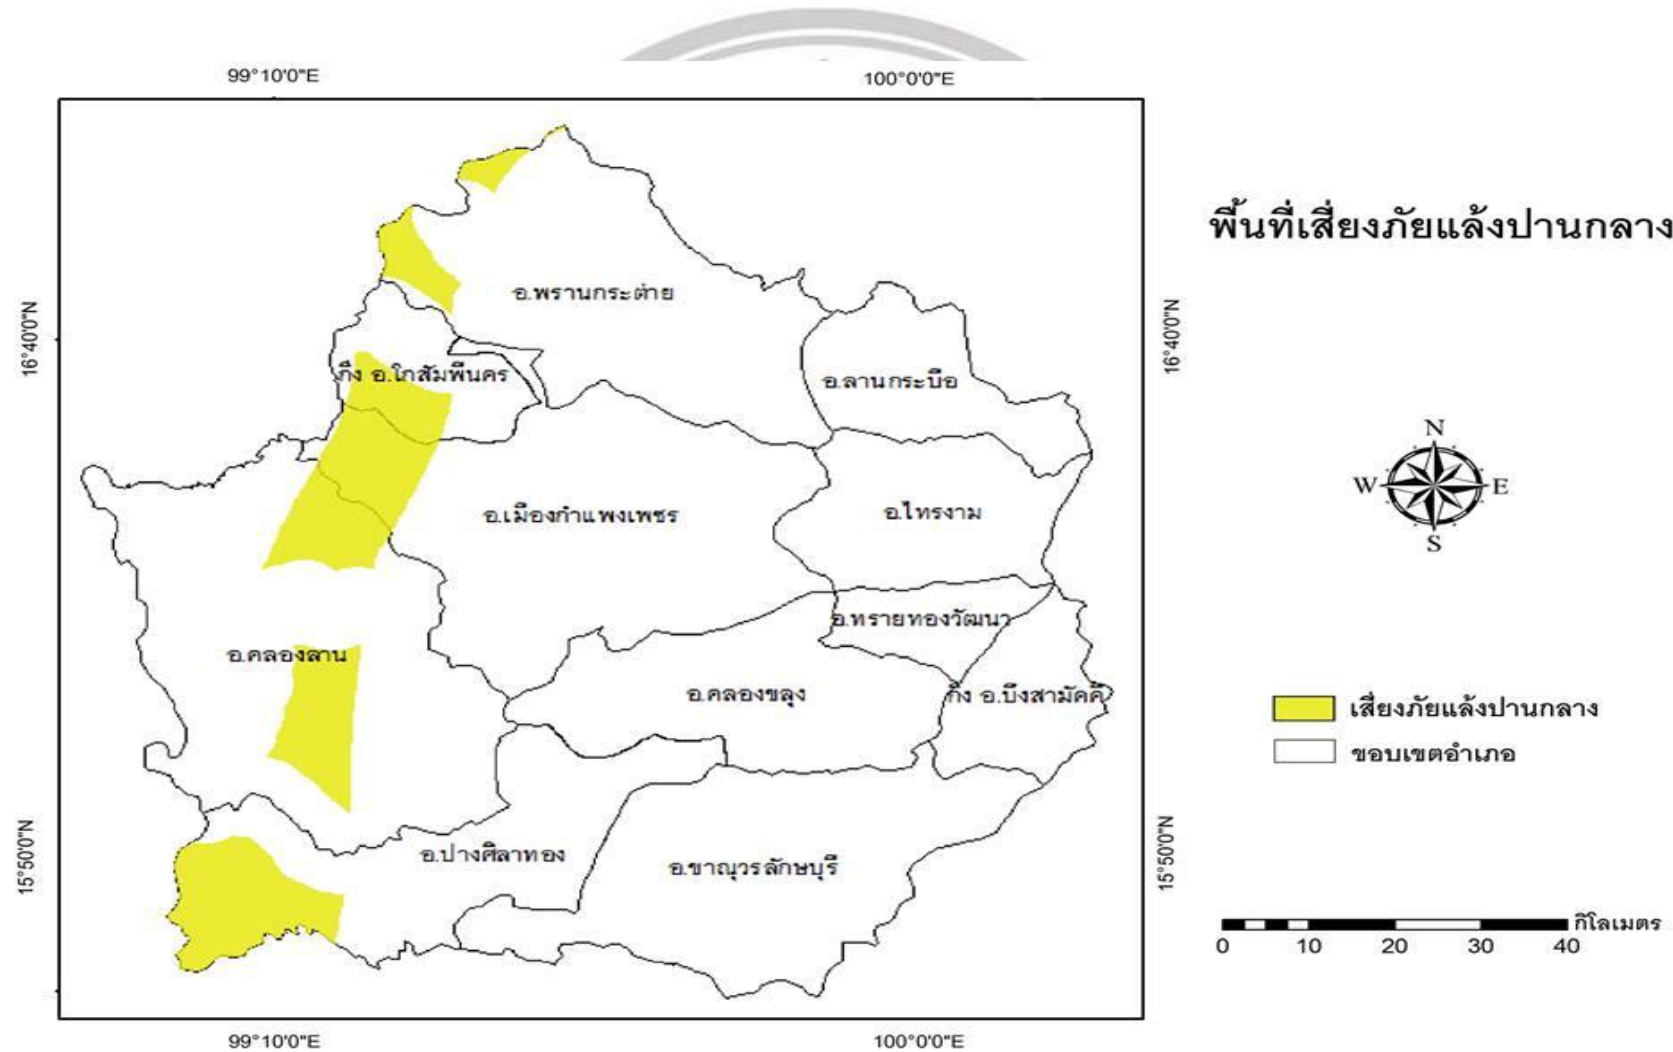 99°10'0"E
100°0'0"E
พื้นที่เสี่ยงภัยแล้งปานกลาง
อ.พรานกระต่าย
16°40'0"N
16°40'0"N
กิ่ง อ.โกสัมพีนคร
อ.ลานกระบือ
N
W
E
S
อ.เมืองกำแพงเพชร
อ.ไทรงาม
อ.ทรายทองวัฒนา
อ.คลองลาน
อ.คลองขลุง
กิ่ง อ.บึงสามัคคี
เสี่ยงภัยแล้งปานกลาง
ขอบเขตอำเภอ
15°50'0"N
15°50'0"N
อ.ปางศิลาทอง
อ.ขาณุวรลักษบุรี
กิโลเมตร
0 10 20 30 40
99°10'0"E
100°0'0"E